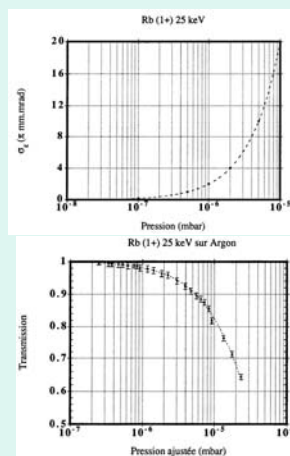 Rb (1+) 25 keV
20
16
12
8
4
0
σ_ε (π mm.mrad)
10⁻⁸ 10⁻⁷ 10⁻⁶ 10⁻⁵
Pression (mbar)
Rb (1+) 25 keV sur Argon
1
0.9
0.8
0.7
0.6
0.5
Transmission
10⁻⁷ 10⁻⁶ 10⁻⁵ 10⁻⁴
Pression ajustée (mbar)